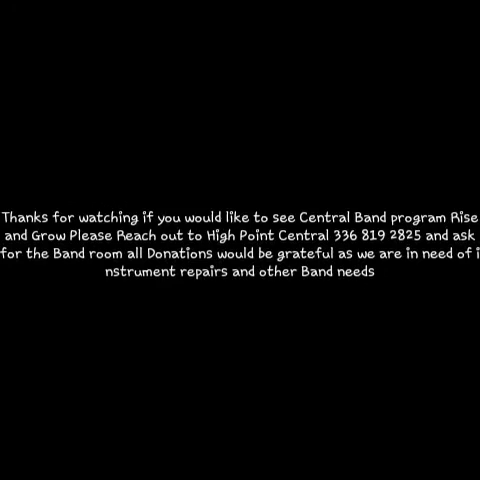 Thanks for watching if you would like to see Central Band program Rise
and Grow Please Reach out to High Point Central 336 819 2825 and ask
for the Band room all Donations would be grateful as we are in need of i
nstrument repairs and other Band needs